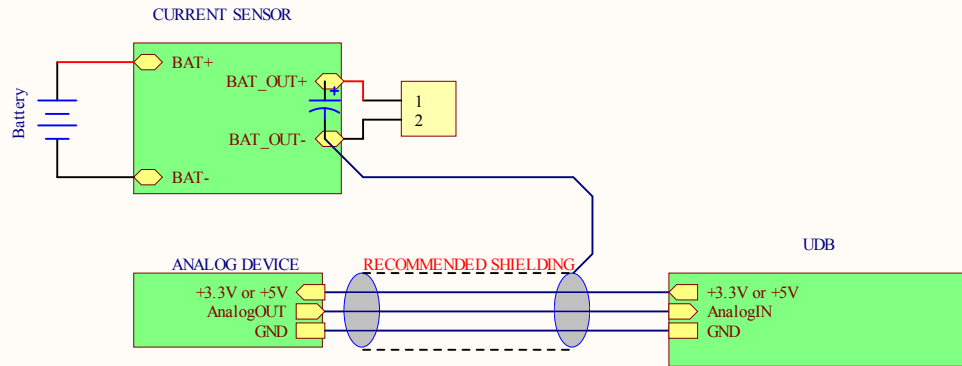 CURRENT SENSOR
BAT+
BAT_OUT+
+
1
2
Battery
BAT_OUT-
BAT-
UDB
ANALOG DEVICE
RECOMMENDED SHIELDING
+3.3V or +5V
+3.3V or +5V
AnalogOUT
AnalogIN
GND
GND